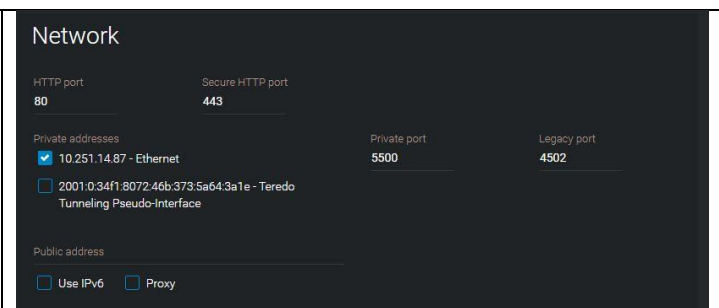 Network
HTTP port Secure HTTP port
80 443
Private addresses Private port Legacy port
10.251.14.87 - Ethernet 5500 4502
2001:0:34f1:8072:46b:373:5a64:3a1e - Teredo
Tunneling Pseudo-Interface
Public address
Use IPv6 Proxy